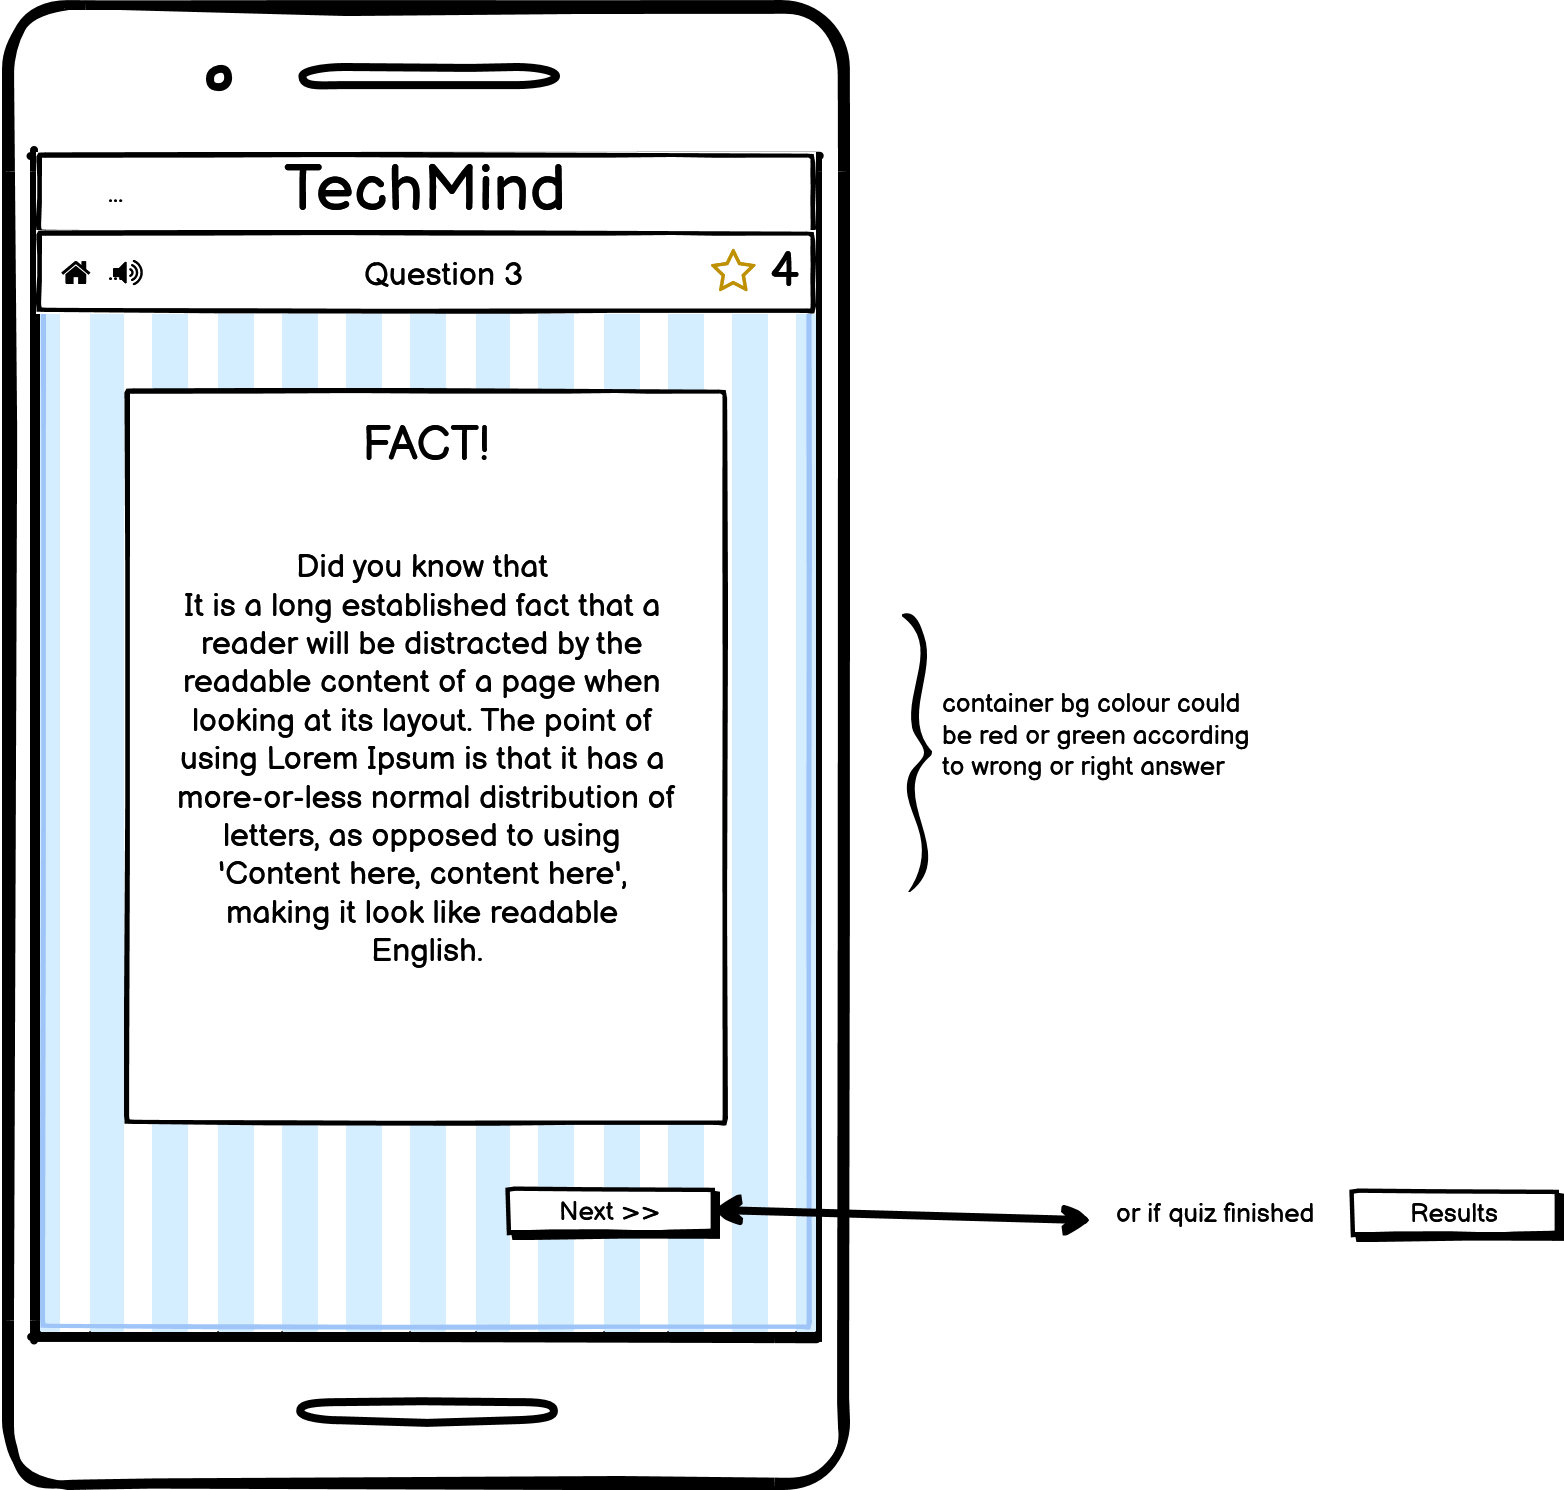 TechMind
...
Question 3
4
FACT!
Did you know that
It is a long established fact that a
reader will be distracted by the
readable content of a page when
looking at its layout. The point of
using Lorem Ipsum is that it has a
more-or-less normal distribution of
letters, as opposed to using
'Content here, content here',
making it look like readable
English.
container bg colour could
be red or green according
to wrong or right answer
Next >>
or if quiz finished
Results